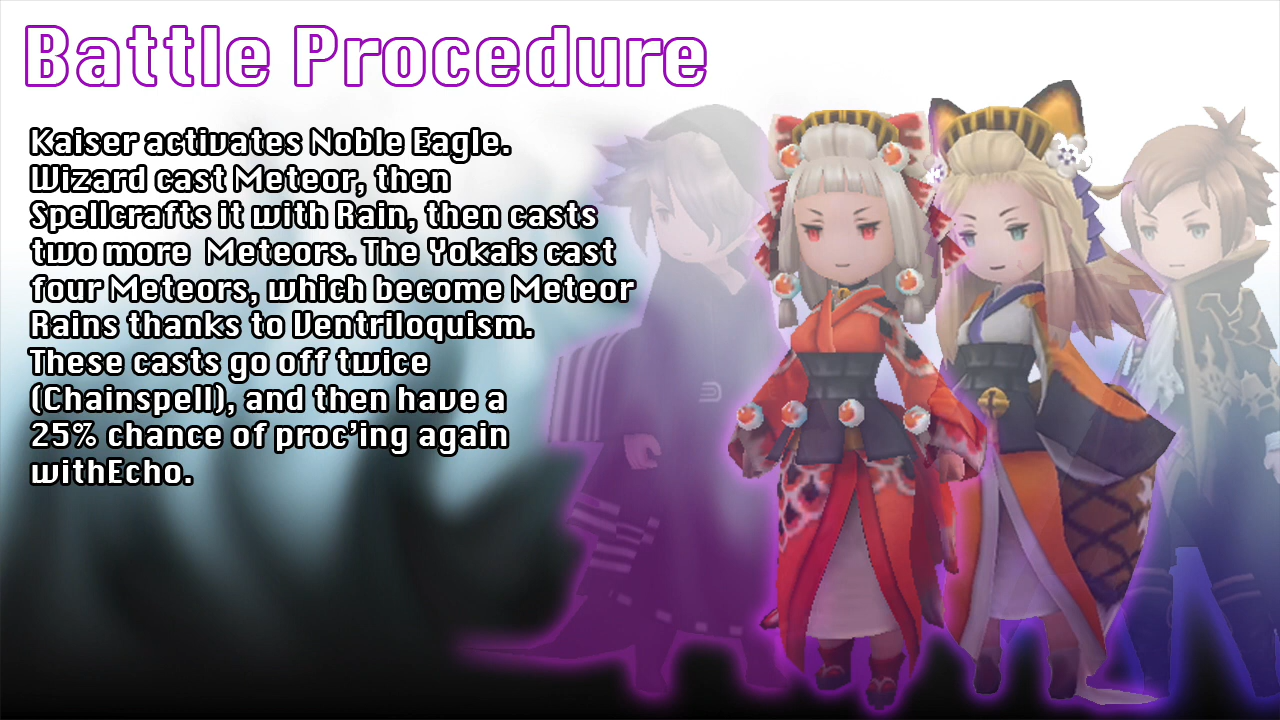 Battle Procedure
Kaiser activates Noble Eagle.
Wizard cast Meteor, then
Spellcrafts it with Rain, then casts
two more  Meteors. The Yokais cast
four Meteors, which become Meteor
Rains thanks to Ventriloquism.
These casts go off twice
(Chainspell), and then have a
25% chance of proc'ing again
withEcho.